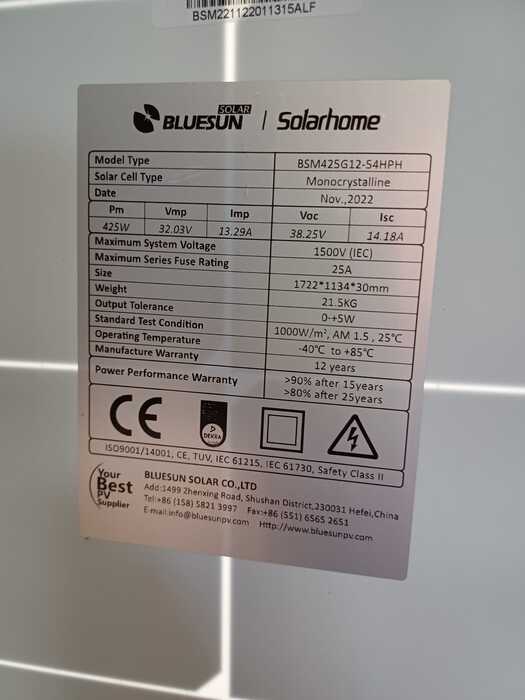 BSM221122011315ALF
SOLAR
BLUESUN | Solarhome
Model Type BSM425G12-54HPH
Solar Cell Type Monocrystalline
Date Nov.,2022
Pm Vmp Imp Voc Isc
425W 32.03V 13.29A 38.25V 14.18A
Maximum System Voltage 1500V (IEC)
Maximum Series Fuse Rating 25A
Size 1722*1134*30mm
Weight 21.5KG
Output Tolerance 0-+5W
Standard Test Condition 1000W/m², AM 1.5 , 25℃
Operating Temperature -40℃ to +85℃
Manufacture Warranty 12 years
Power Performance Warranty >90% after 15years
>80% after 25years
CE
DEKRA
ISO9001/14001, CE, TUV, IEC 61215, IEC 61730, Safety Class II
Your
Best
PV
Supplier
BLUESUN SOLAR CO.,LTD
Add:1499 Zhenxing Road, Shushan District,230031 Hefei,China
Tel:+86 (158) 5821 3997 Fax:+86 (551) 6565 2651
E-mail:info@bluesunpv.com Http://www.bluesunpv.com